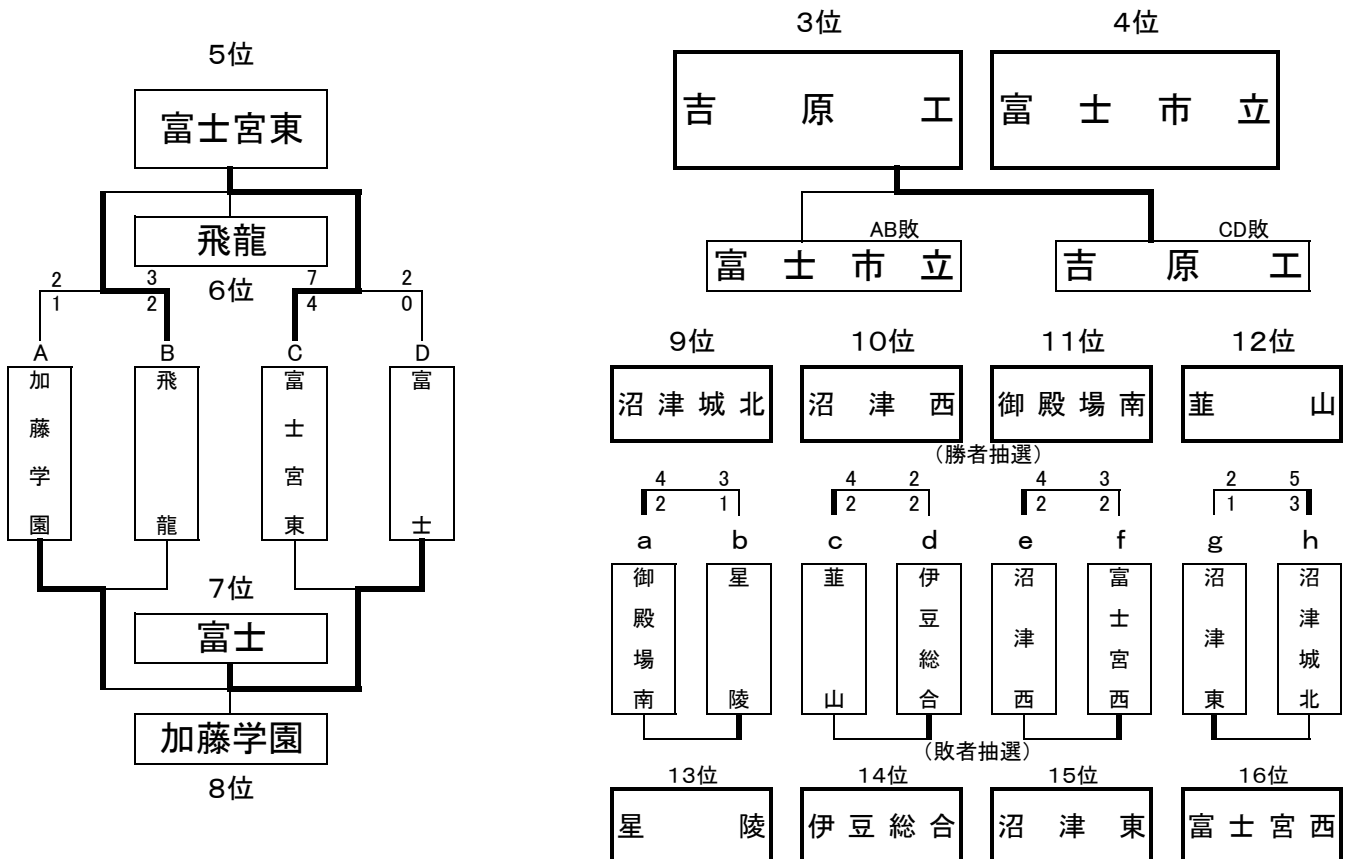 5位
富士宮東
飛龍
6位
2 3 7 2
1 2 4 0
A B C D
加藤学園
飛龍
富士宮東
富士
7位
富士
加藤学園
8位
3位 4位
吉原工 富士市立
AB敗 CD敗
富士市立 吉原工
9位 10位 11位 12位
沼津城北 沼津西 御殿場南 韮山
(勝者抽選)
4 3 4 2 4 3 2 5
2 1 2 2 2 2 1 3
a b c d e f g h
御殿場南
星陵
韮山
伊豆総合
沼津西
富士宮西
沼津東
沼津城北
(敗者抽選)
13位 14位 15位 16位
星陵 伊豆総合 沼津東 富士宮西